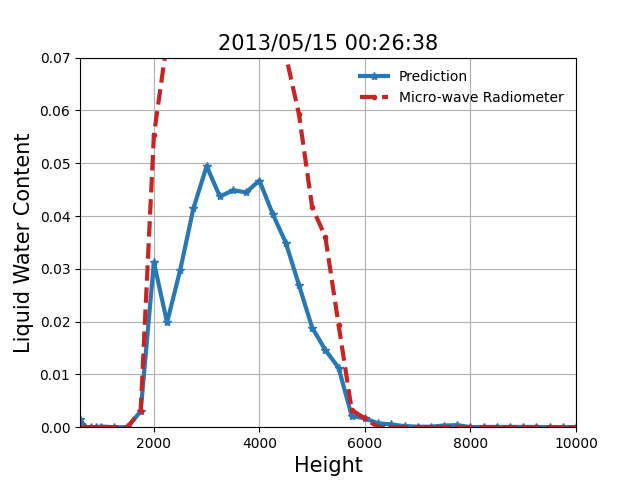 2013/05/15 00:26:38
Prediction
Micro-wave Radiometer
0.07
0.06
0.05
0.04
0.03
0.02
0.01
0.00
Liquid Water Content
2000 4000 6000 8000 10000
Height